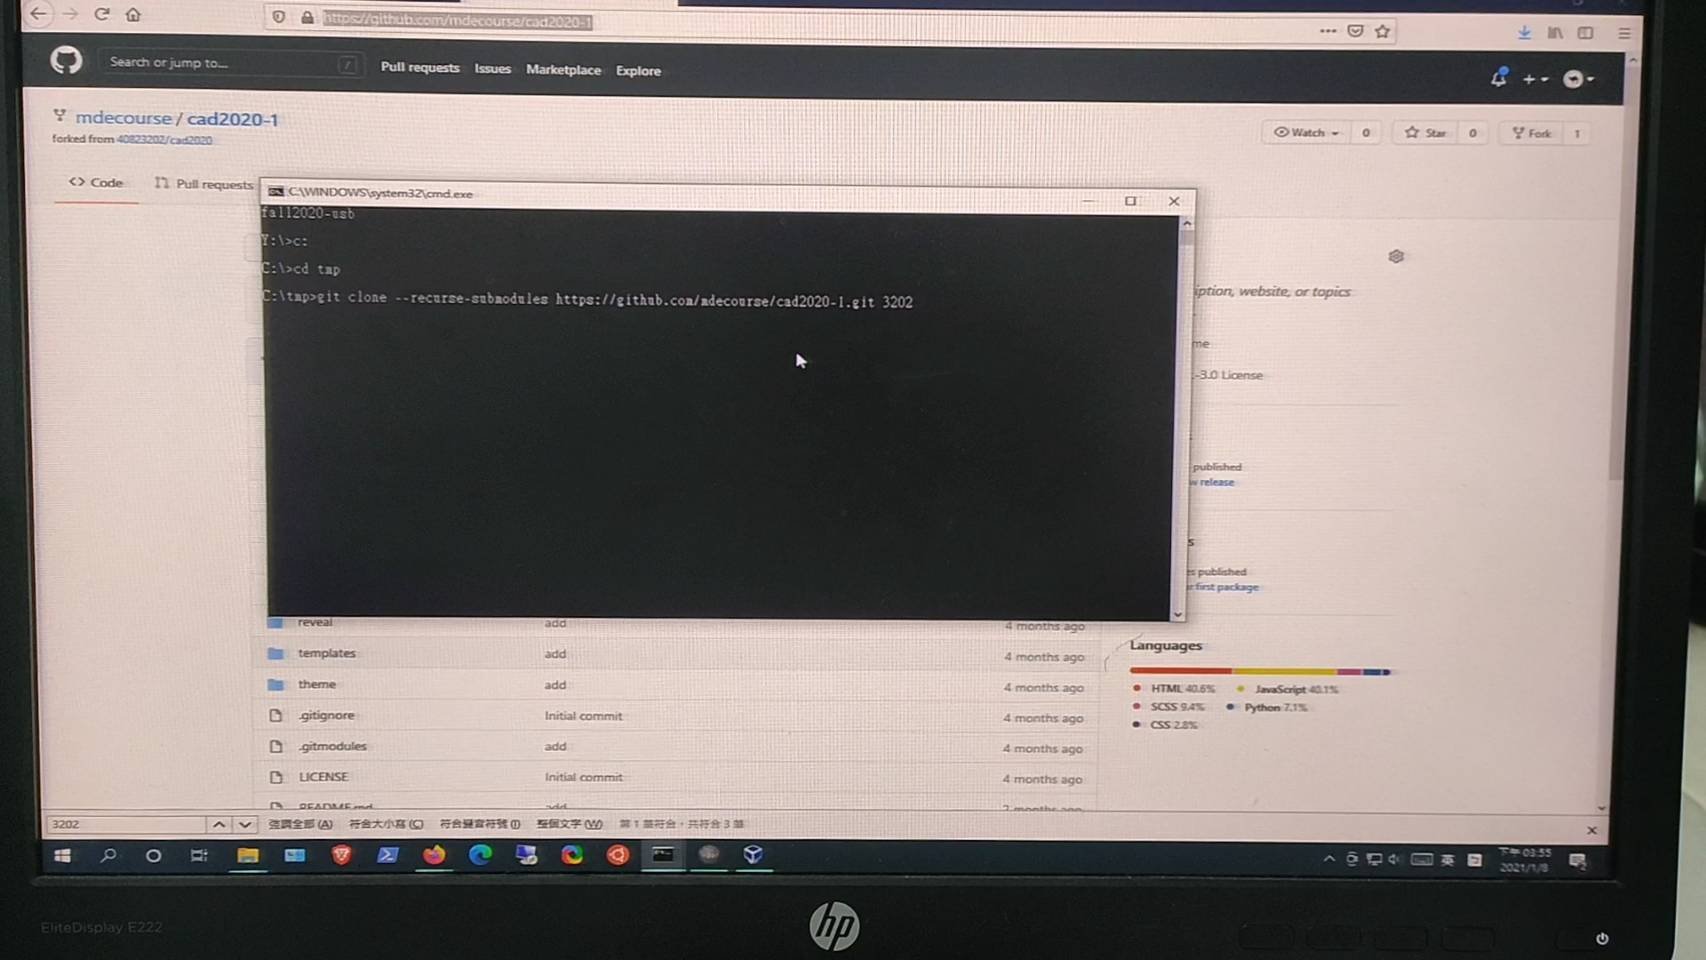 https://github.com/mdecourse/cad2020-1
Search or jump to... /
Pull requests Issues Marketplace Explore
mdecourse / cad2020-1
forked from 40823202/cad2020
Watch 0 Star 0 Fork 1
Code Pull requests
C:\WINDOWS\system32\cmd.exe
fall2020-usb
Y:\>c:
C:\>cd tmp
C:\tmp>git clone --recurse-submodules https://github.com/mdecourse/cad2020-1.git 3202
iption, website, or topics
me
-3.0 License
published
w release
s
es published
r first package
reveal add 4 months ago
templates add 4 months ago
theme add 4 months ago
.gitignore Initial commit 4 months ago
.gitmodules add 4 months ago
LICENSE Initial commit 4 months ago
README.md add 2 months ago
Languages
HTML 40.6% JavaScript 40.1%
SCSS 9.4% Python 7.1%
CSS 2.8%
3202 強調全部 (A) 符合大小寫 (C) 符合變音符號 (I) 整個文字 (W) 第 1 筆符合，共符合 3 筆
英
下午 03:55
2021/1/8
EliteDisplay E222
hp